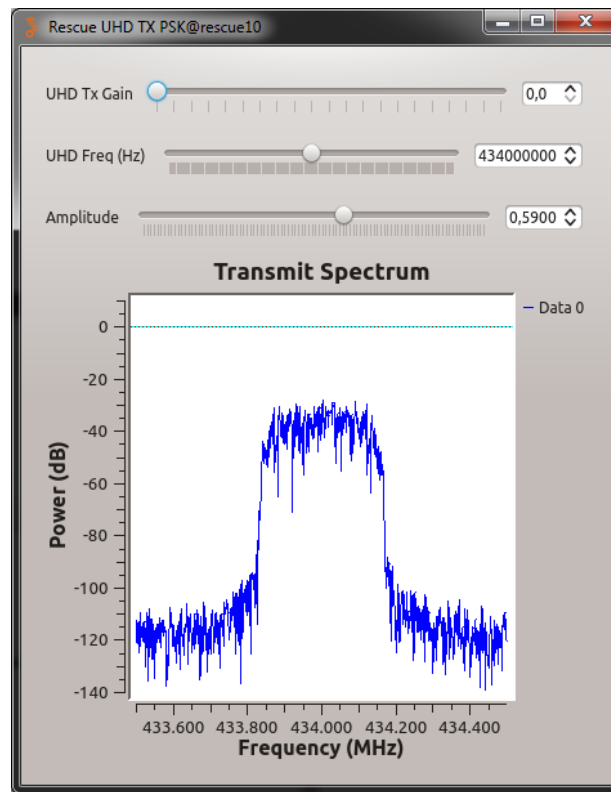 Rescue UHD TX PSK@rescue10
UHD Tx Gain 0,0
UHD Freq (Hz) 434000000
Amplitude 0,5900
Transmit Spectrum
Data 0
0
-20
-40
-60
-80
-100
-120
-140
Power (dB)
433.600 433.800 434.000 434.200 434.400
Frequency (MHz)